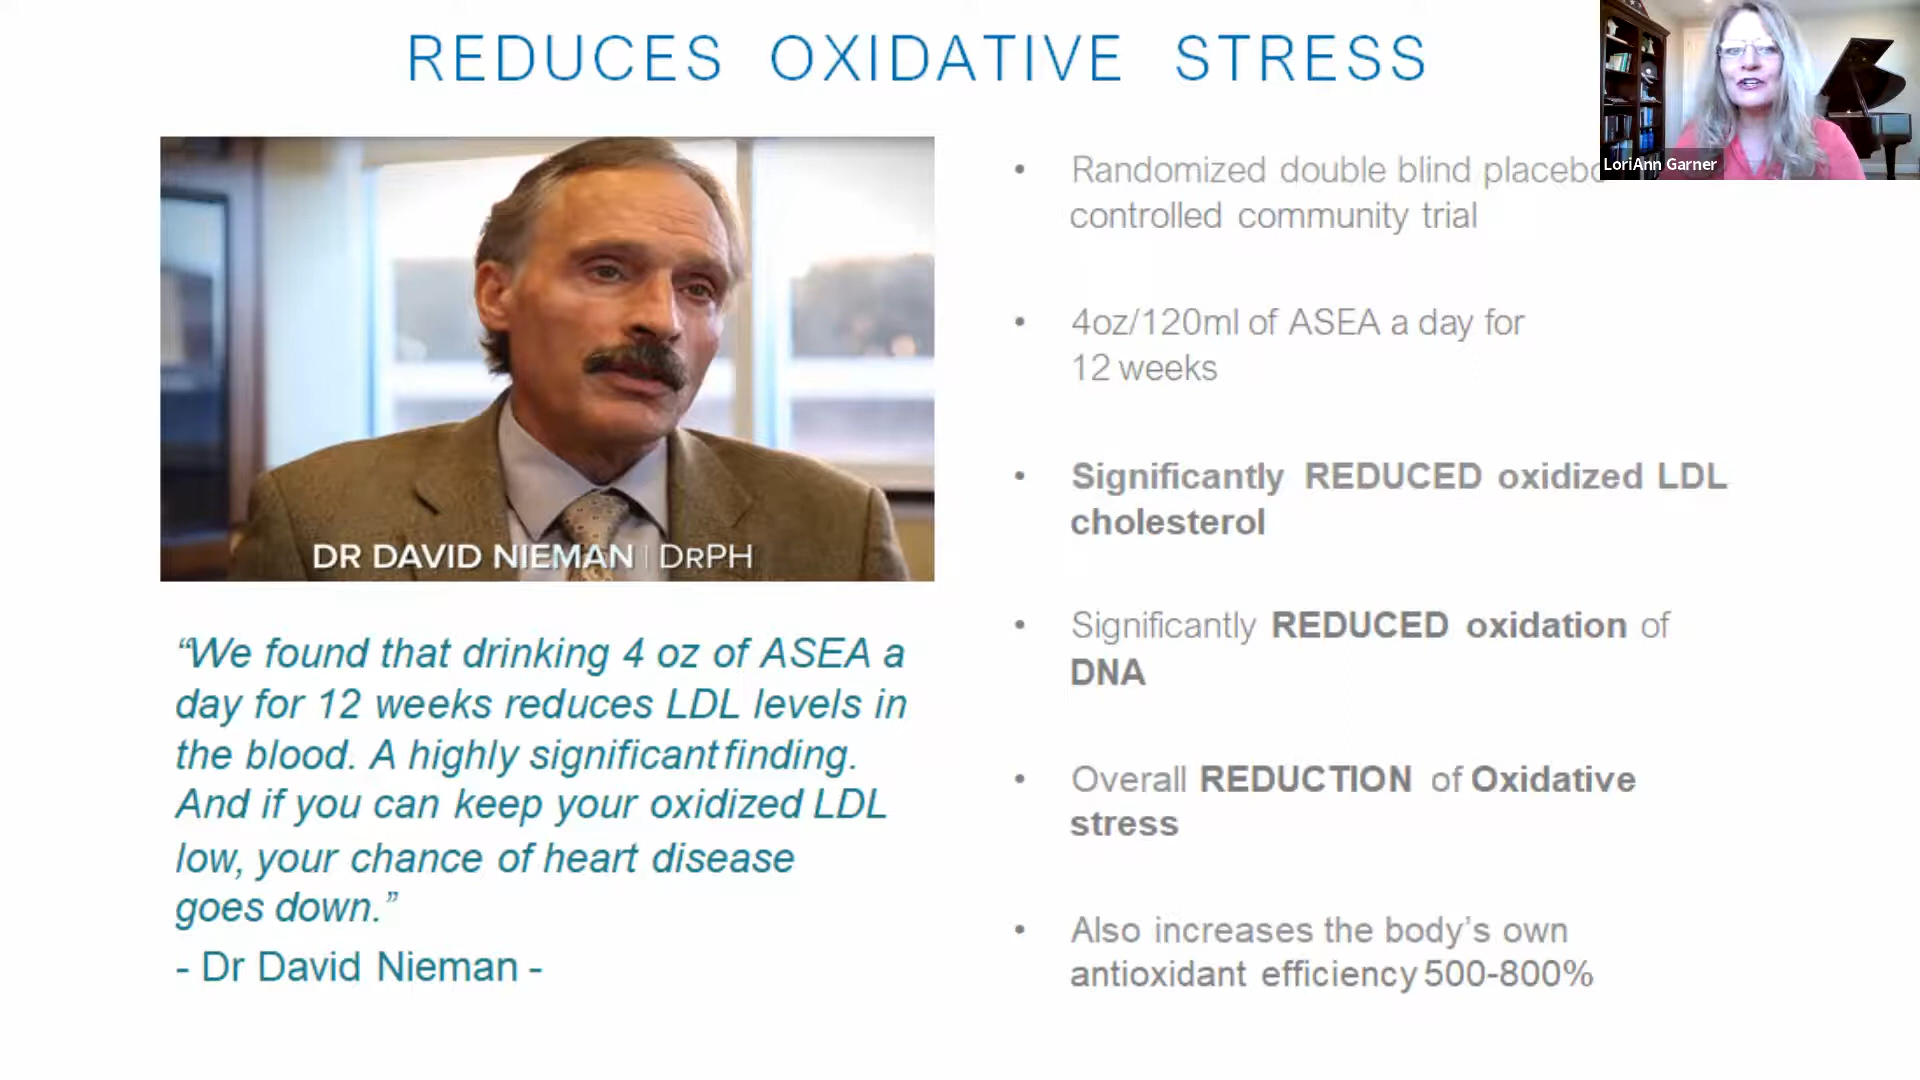 REDUCES OXIDATIVE STRESS
LoriAnn Garner
DR DAVID NIEMAN | DRPH
“We found that drinking 4 oz of ASEA a
day for 12 weeks reduces LDL levels in
the blood. A highly significant finding.
And if you can keep your oxidized LDL
low, your chance of heart disease
goes down.”
- Dr David Nieman -
• Randomized double blind placebo
controlled community trial
• 4oz/120ml of ASEA a day for
12 weeks
• Significantly REDUCED oxidized LDL
cholesterol
• Significantly REDUCED oxidation of
DNA
• Overall REDUCTION of Oxidative
stress
• Also increases the body’s own
antioxidant efficiency 500-800%